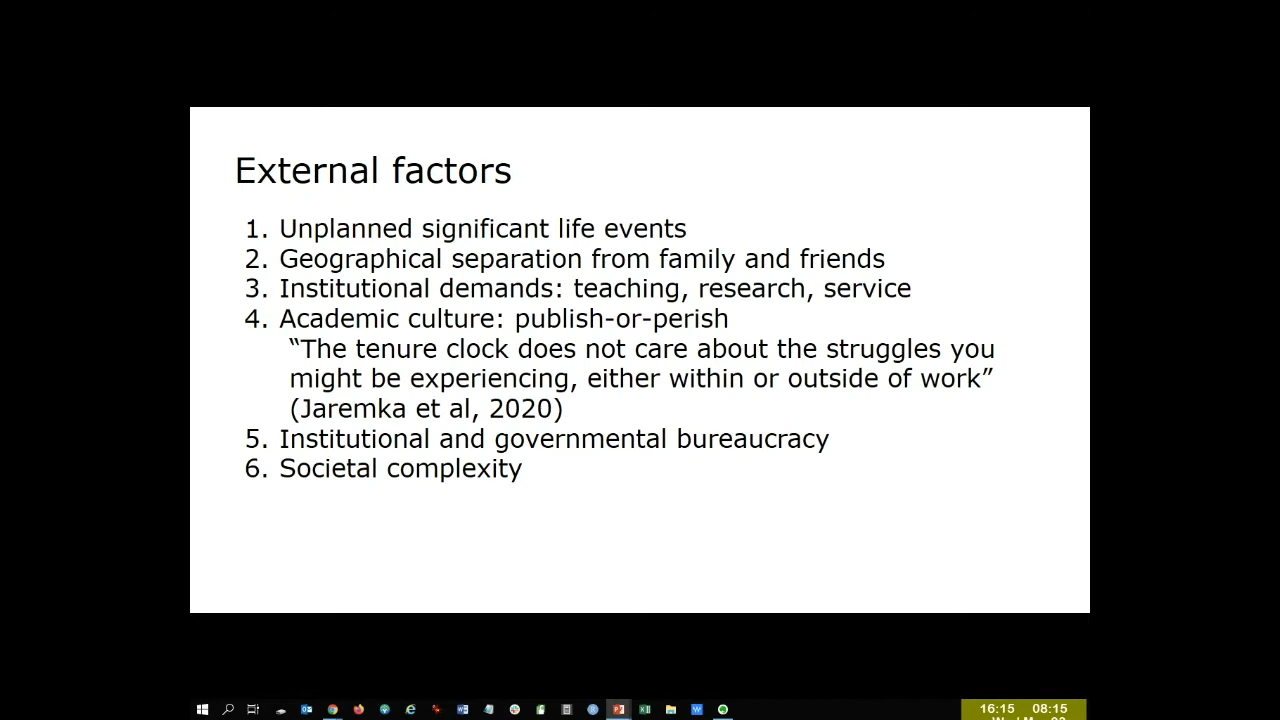 External factors
1. Unplanned significant life events
2. Geographical separation from family and friends
3. Institutional demands: teaching, research, service
4. Academic culture: publish-or-perish
“The tenure clock does not care about the struggles you
might be experiencing, either within or outside of work”
(Jaremka et al, 2020)
5. Institutional and governmental bureaucracy
6. Societal complexity
16:15 08:15